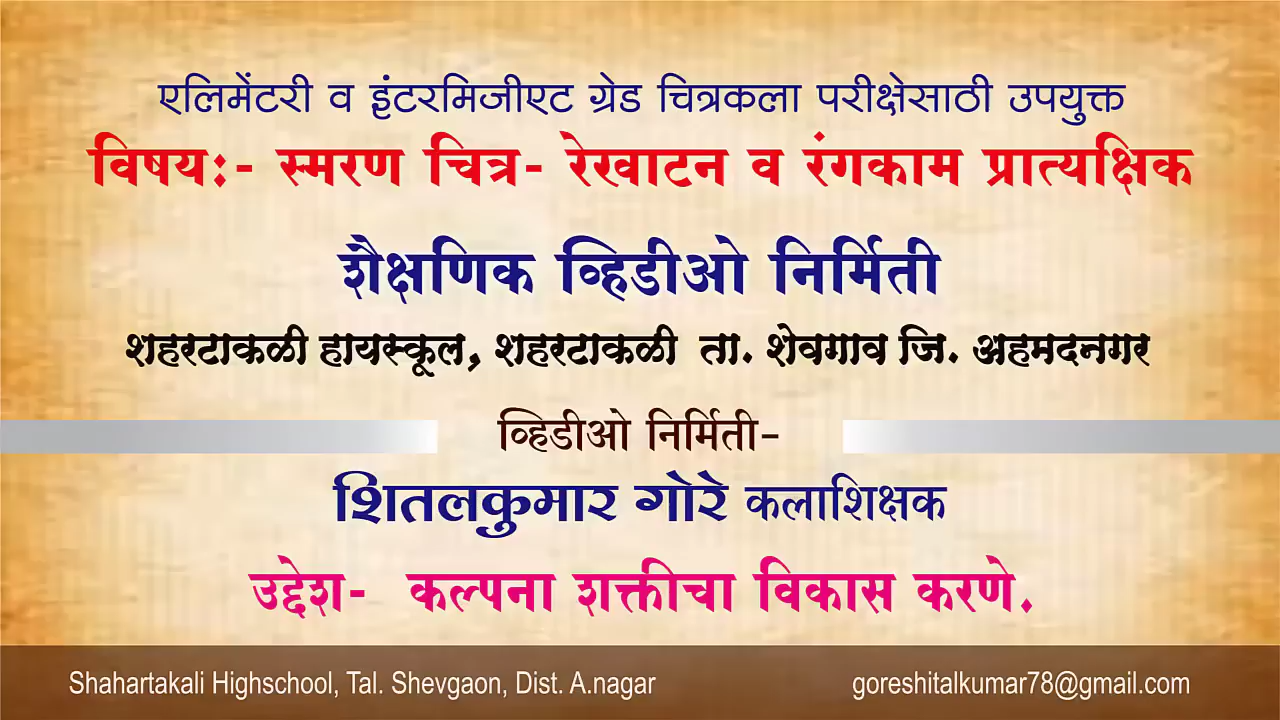 एलिमेंटरी व इंटरमिजीएट ग्रेड चित्रकला परीक्षेसाठी उपयुक्त
विषय:- स्मरण चित्र- रेखाटन व रंगकाम प्रात्यक्षिक
शैक्षणिक व्हिडीओ निर्मिती
शहरटाकळी हायस्कूल, शहरटाकळी ता. शेवगाव जि. अहमदनगर
व्हिडीओ निर्मिती-
शितलकुमार गोरे कलाशिक्षक
उद्देश- कल्पना शक्तीचा विकास करणे.
Shahartakali Highschool, Tal. Shevgaon, Dist. A.nagar goreshitalkumar78@gmail.com